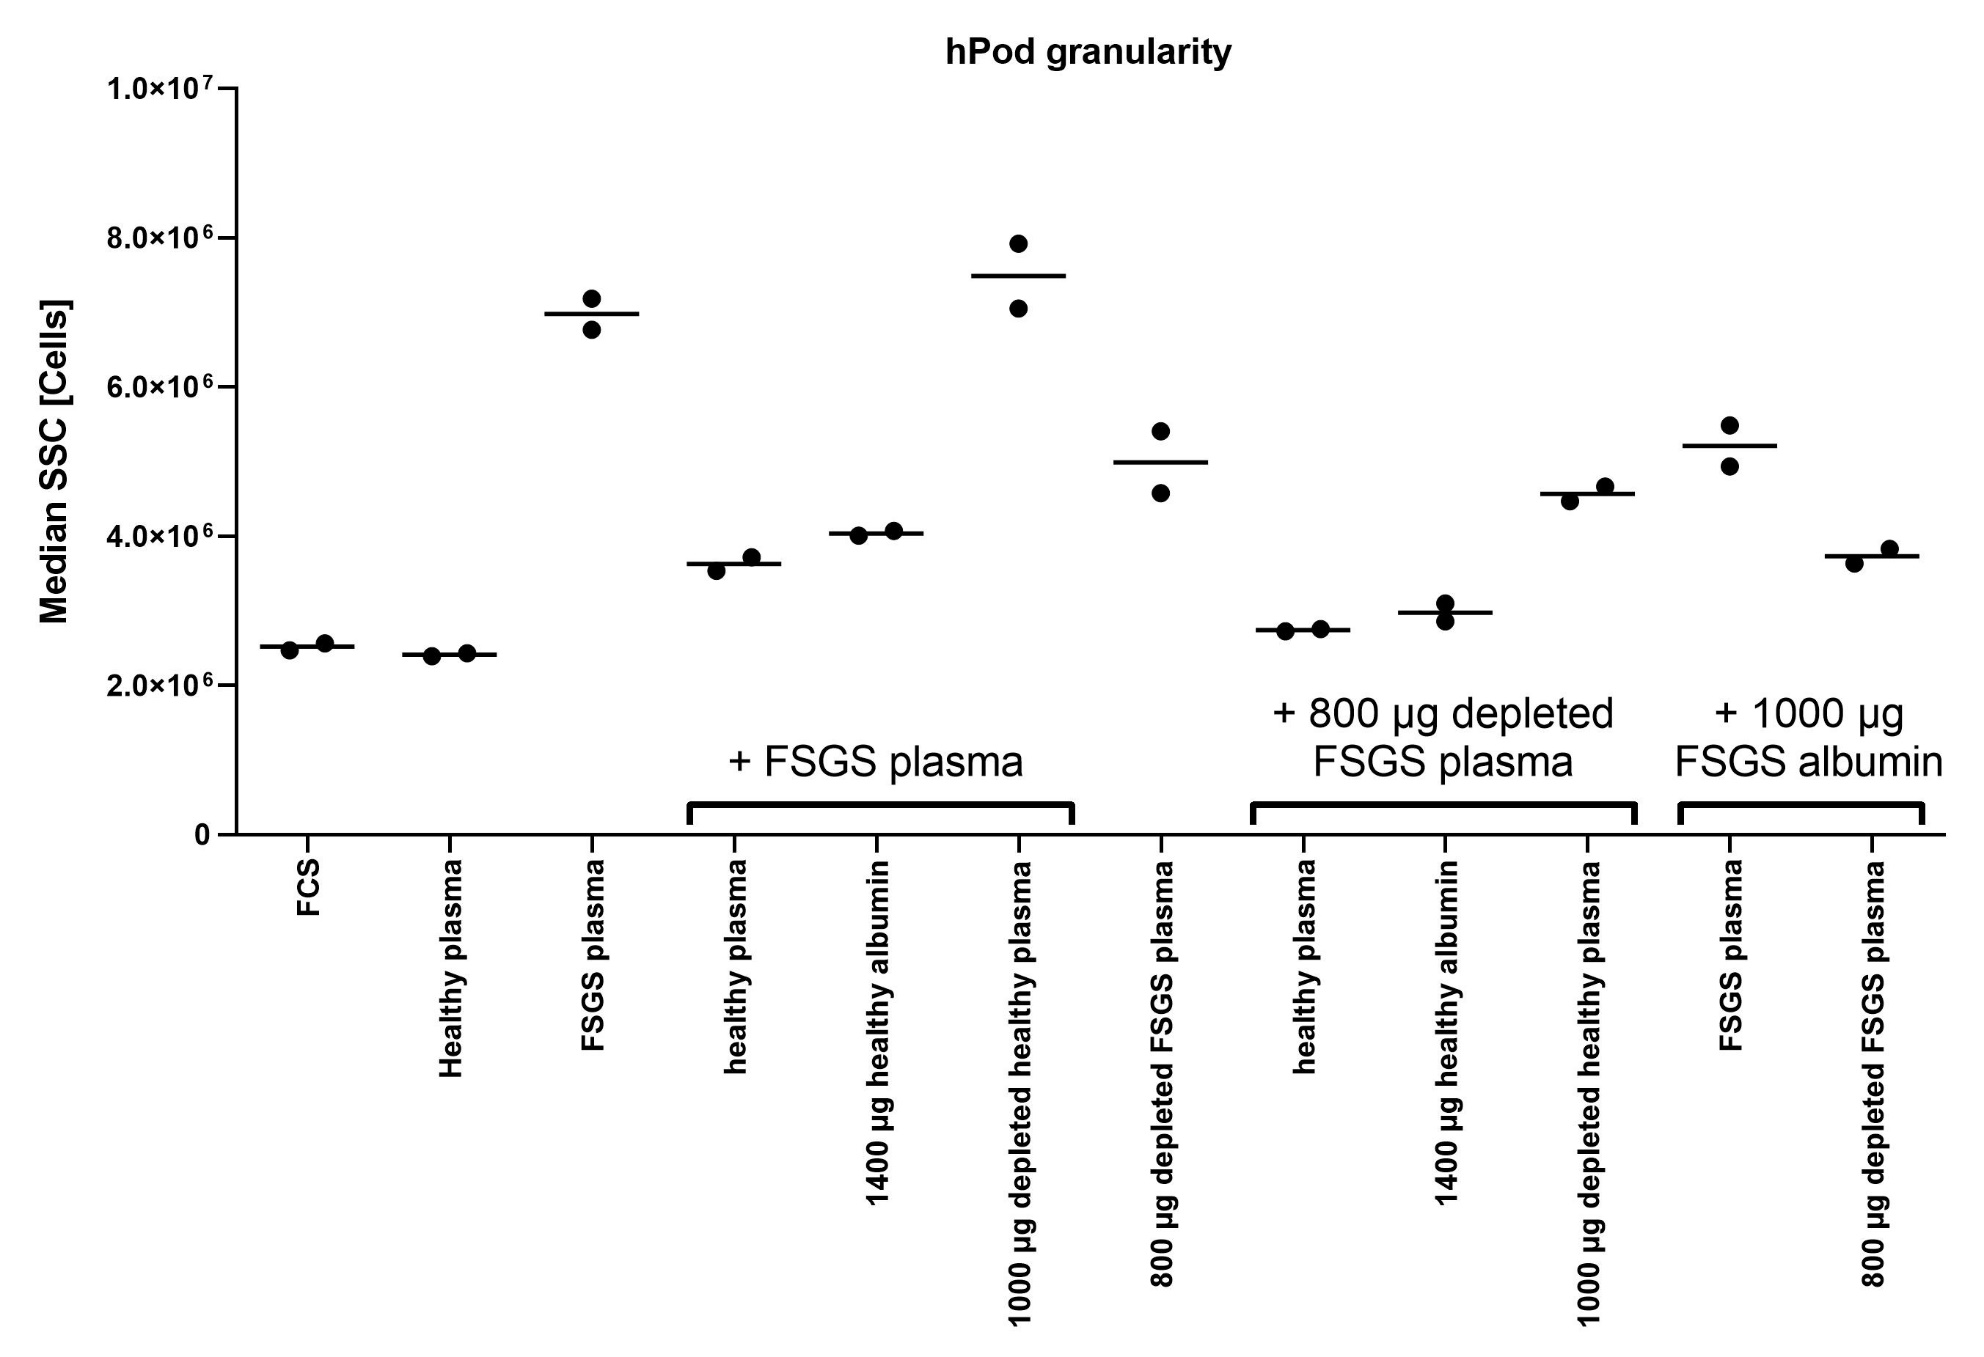 hPod granularity
Median SSC [Cells]
1.0×10⁷
8.0×10⁶
6.0×10⁶
4.0×10⁶
2.0×10⁶
0
+ FSGS plasma
+ 800 µg depleted
FSGS plasma
+ 1000 µg
FSGS albumin
FCS
Healthy plasma
FSGS plasma
healthy plasma
1400 µg healthy albumin
1000 µg depleted healthy plasma
800 µg depleted FSGS plasma
healthy plasma
1400 µg healthy albumin
1000 µg depleted healthy plasma
FSGS plasma
800 µg depleted FSGS plasma